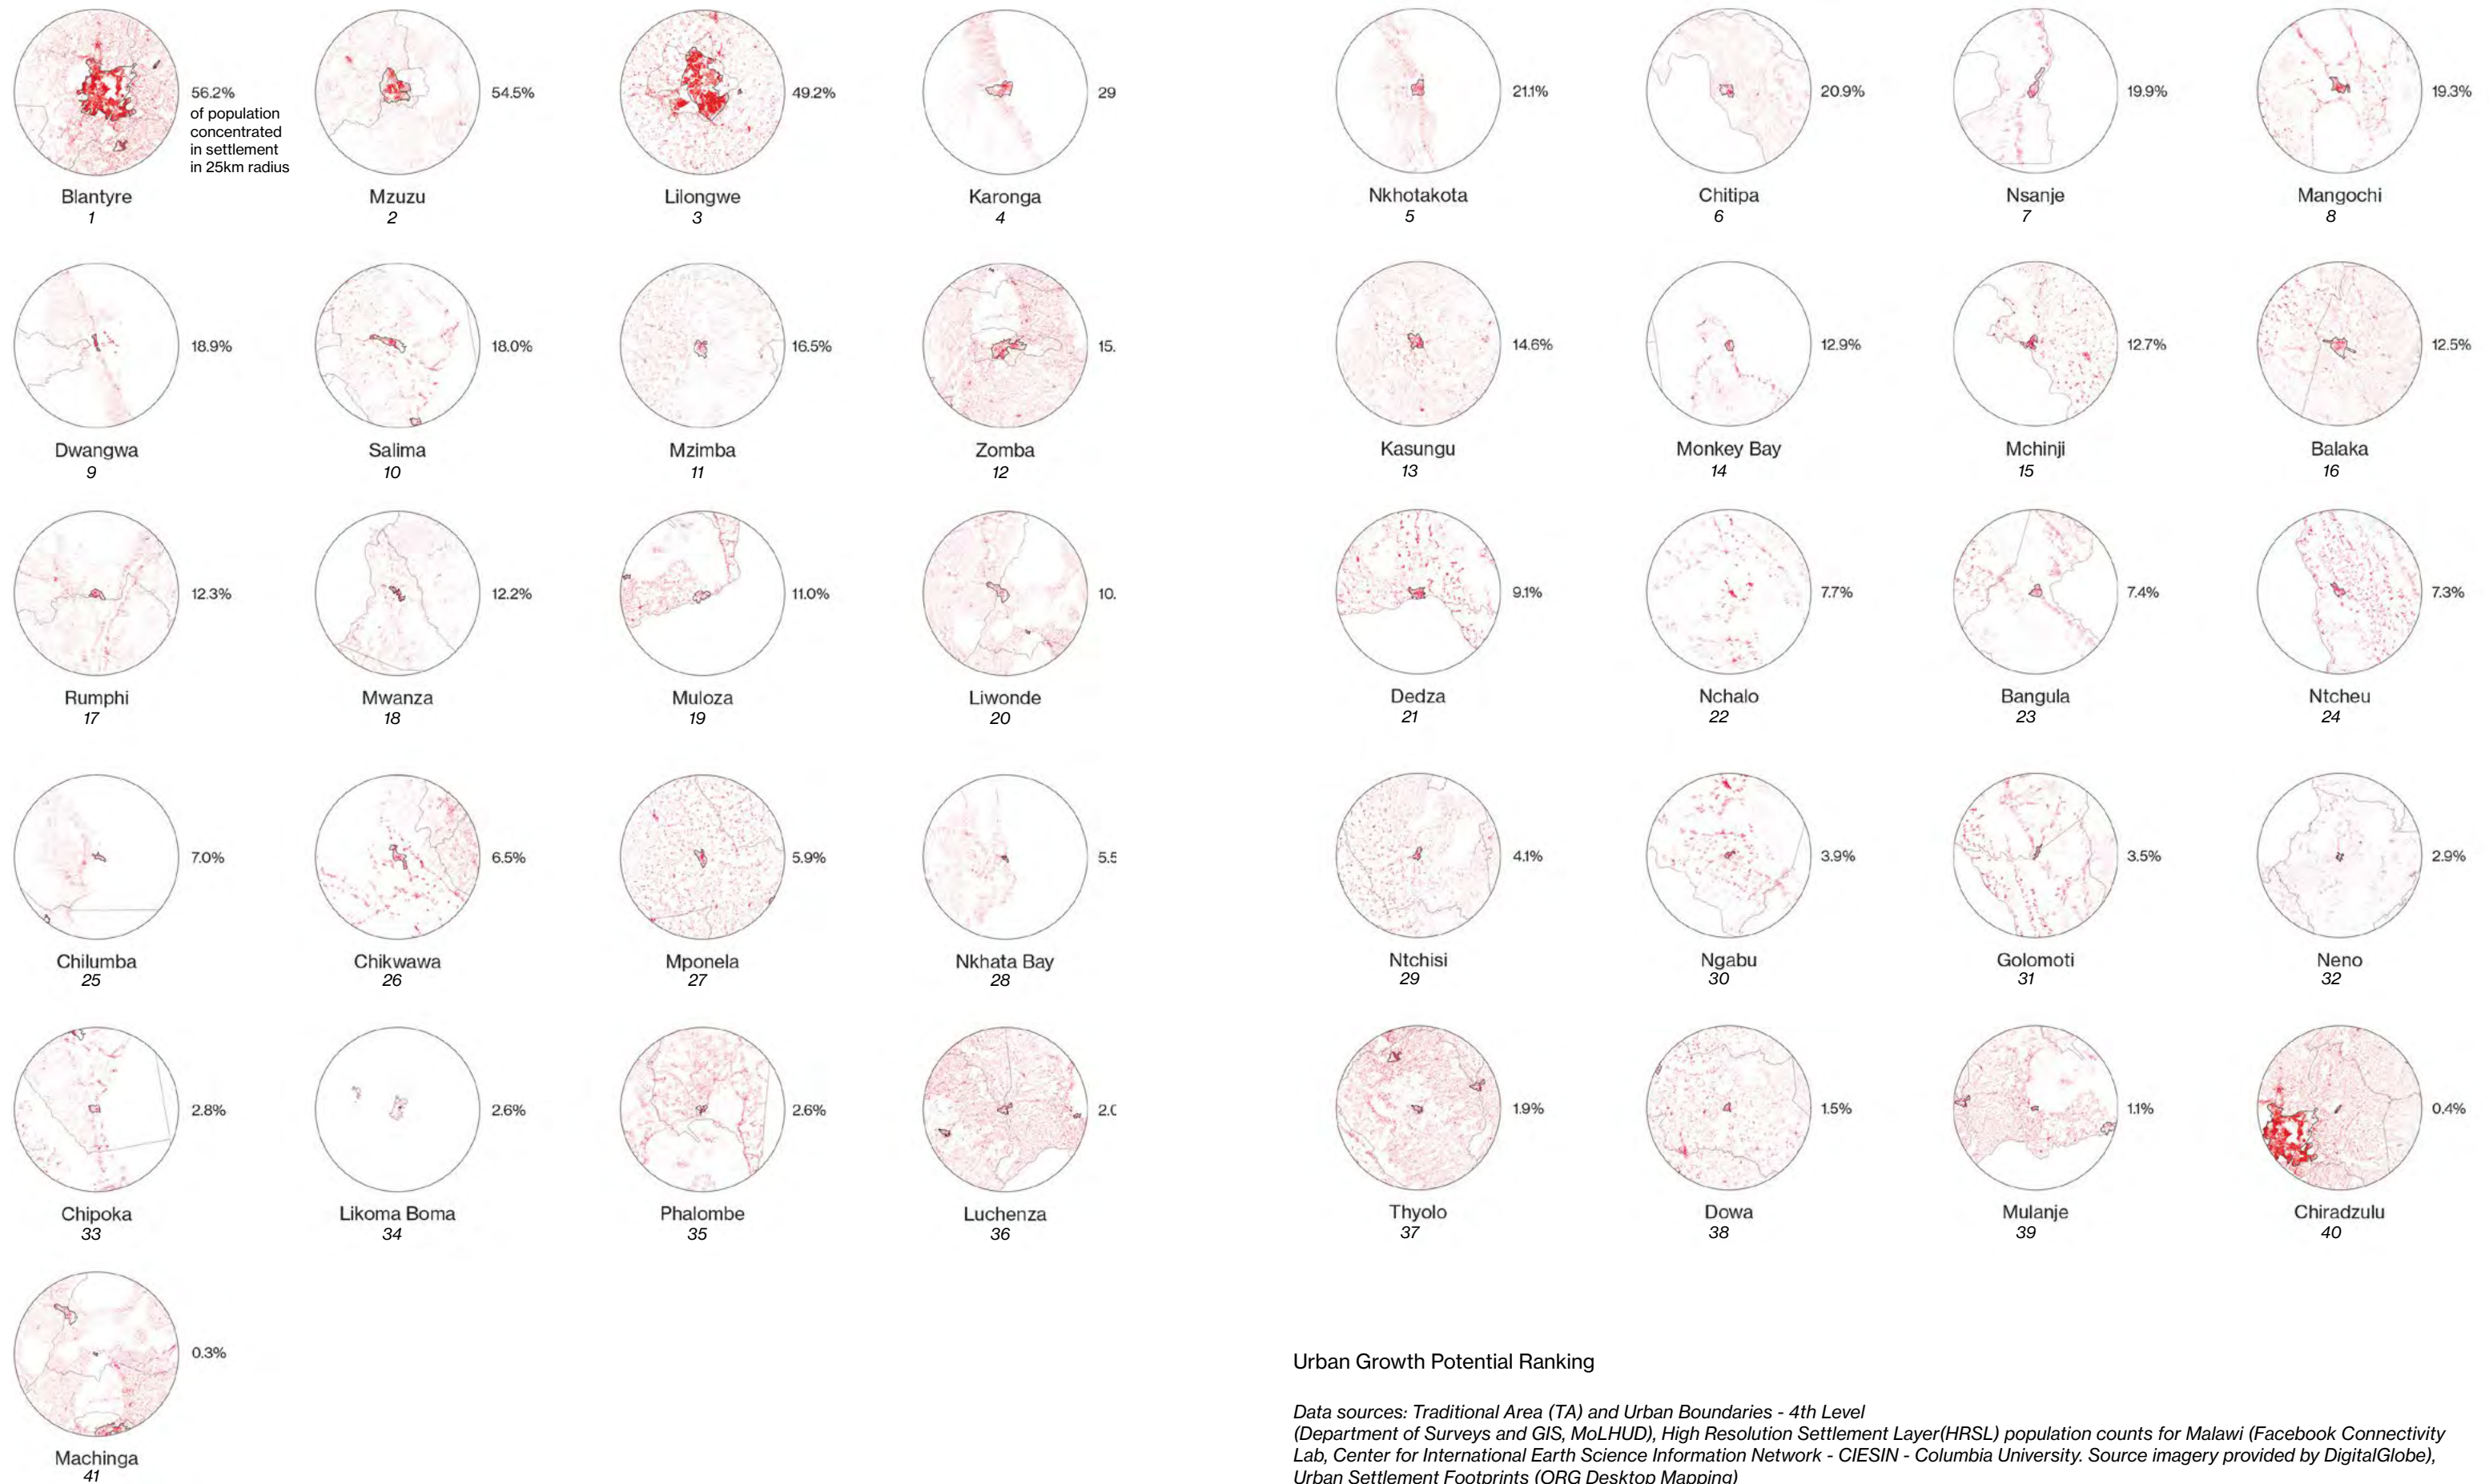 56.2%
of population
concentrated
in settlement
in 25km radius
54.5%
49.2%
29
21.1%
20.9%
19.9%
19.3%
Blantyre
Mzuzu
Lilongwe
Karonga
Nkhotakota
Chitipa
Nsanje
Mangochi
1
2
3
4
5
6
7
8
18.9%
18.0%
16.5%
15.
14.6%
12.9%
12.7%
12.5%
Dwangwa
Salima
Mzimba
Zomba
Kasungu
Monkey Bay
Mchinji
Balaka
9
10
11
12
13
14
15
16
12.3%
12.2%
11.0%
10.
9.1%
7.7%
7.4%
7.3%
Rumphi
Mwanza
Muloza
Liwonde
Dedza
Nchalo
Bangula
Ntcheu
17
18
19
20
21
22
23
24
7.0%
6.5%
5.9%
5.5
4.1%
3.9%
3.5%
2.9%
Chilumba
Chikwawa
Mponela
Nkhata Bay
Ntchisi
Ngabu
Golomoti
Neno
25
26
27
28
29
30
31
32
2.8%
2.6%
2.6%
2.0
1.9%
1.5%
1.1%
0.4%
Chipoka
Likoma Boma
Phalombe
Luchenza
Thyolo
Dowa
Mulanje
Chiradzulu
33
34
35
36
37
38
39
40
0.3%
Machinga
41
Urban Growth Potential Ranking
Data sources: Traditional Area (TA) and Urban Boundaries - 4th Level
(Department of Surveys and GIS, MoLHUD), High Resolution Settlement Layer(HRSL) population counts for Malawi (Facebook Connectivity
Lab, Center for International Earth Science Information Network - CIESIN - Columbia University. Source imagery provided by DigitalGlobe),
Urban Settlement Footprints (ORG Desktop Mapping)